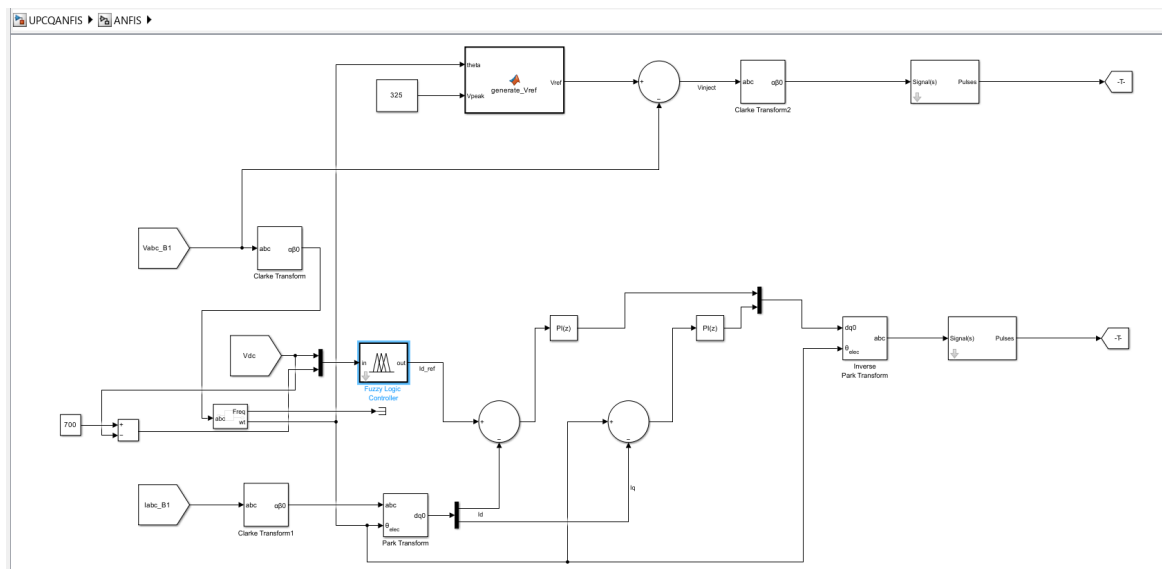 UPCQANFIS ANFIS
theta
Vpeak
Vref
generate_Vref
325
+
−
Vinject
abc
αβ0
Clarke Transform2
Signal(s)
Pulses
-T-
Vabc_B1
abc
αβ0
Clarke Transform
Vdc
in
out
Fuzzy Logic
Controller
Id_ref
+
−
PI(z)
+
−
PI(z)
dq0
θelec
abc
Inverse
Park Transform
Signal(s)
Pulses
-T-
700
+
−
abc
Freq
wt
Iabc_B1
abc
αβ0
Clarke Transform1
abc
θelec
dq0
Park Transform
Id
Iq